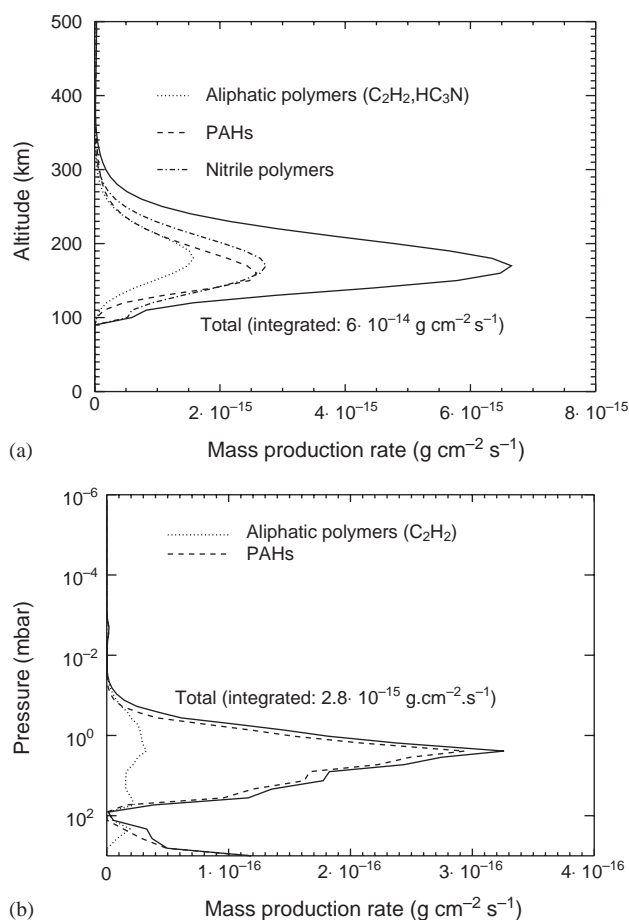 500
400
300
200
100
0
Altitude (km)
Aliphatic polymers (C₂H₂,HC₃N)
PAHs
Nitrile polymers
Total (integrated: 6· 10⁻¹⁴ g cm⁻² s⁻¹)
0 2· 10⁻¹⁵ 4· 10⁻¹⁵ 6· 10⁻¹⁵ 8· 10⁻¹⁵
(a) Mass production rate (g cm⁻² s⁻¹)
10⁻⁶
10⁻⁴
10⁻²
10⁰
10²
Pressure (mbar)
Aliphatic polymers (C₂H₂)
PAHs
Total (integrated: 2.8· 10⁻¹⁵ g.cm⁻².s⁻¹)
0 1· 10⁻¹⁶ 2· 10⁻¹⁶ 3· 10⁻¹⁶ 4· 10⁻¹⁶
(b) Mass production rate (g cm⁻² s⁻¹)